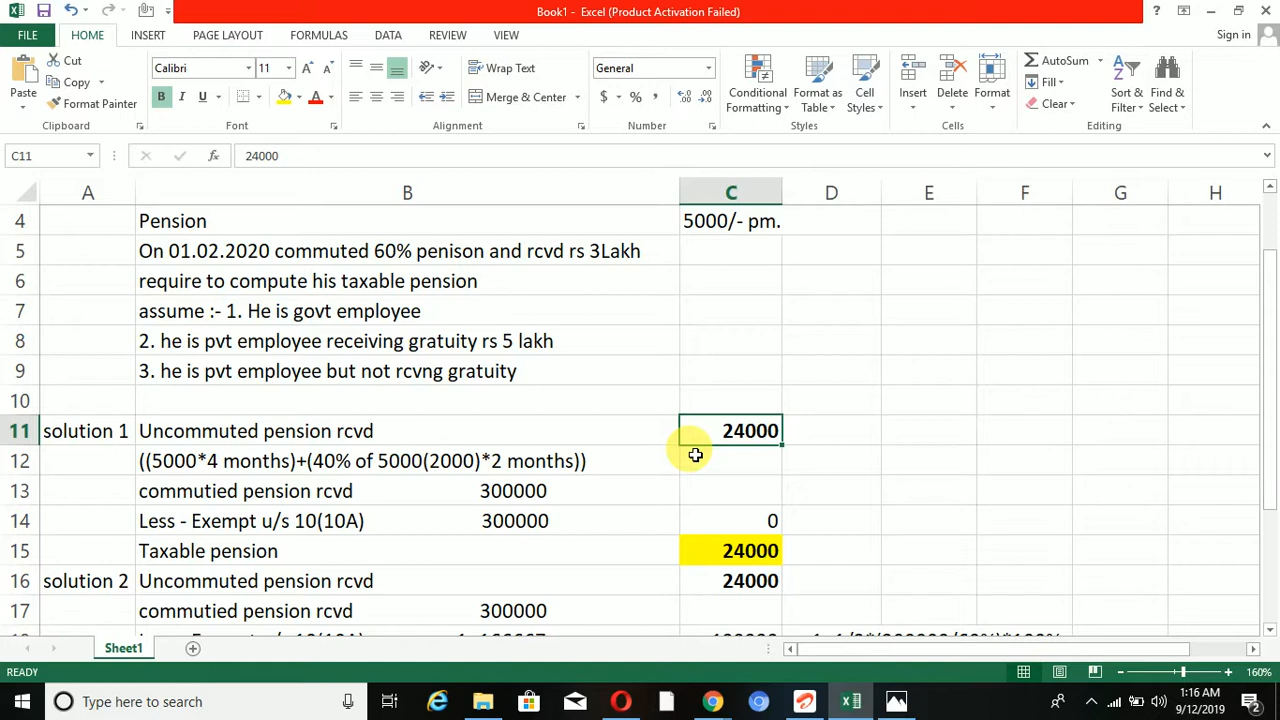 Book1 - Excel (Product Activation Failed)
FILE HOME INSERT PAGE LAYOUT FORMULAS DATA REVIEW VIEW Sign in
Paste Cut Copy Format Painter
Calibri 11
B I U A
Wrap Text
Merge & Center
General
$ % ,
Conditional Formatting Format as Table Cell Styles
Insert Delete Format
AutoSum Fill Clear
Sort & Filter Find & Select
Clipboard Font Alignment Number Styles Cells Editing
C11 fx 24000
A B C D E F G H
4 Pension 5000/- pm.
5 On 01.02.2020 commuted 60% penison and rcvd rs 3Lakh
6 require to compute his taxable pension
7 assume :- 1. He is govt employee
8 2. he is pvt employee receiving gratuity rs 5 lakh
9 3. he is pvt employee but not rcvng gratuity
10
11 solution 1 Uncommuted pension rcvd 24000
12 ((5000*4 months)+(40% of 5000(2000)*2 months))
13 commutied pension rcvd 300000
14 Less - Exempt u/s 10(10A) 300000 0
15 Taxable pension 24000
16 solution 2 Uncommuted pension rcvd 24000
17 commutied pension rcvd 300000
Sheet1
READY 160%
Type here to search
1:16 AM
9/12/2019
2